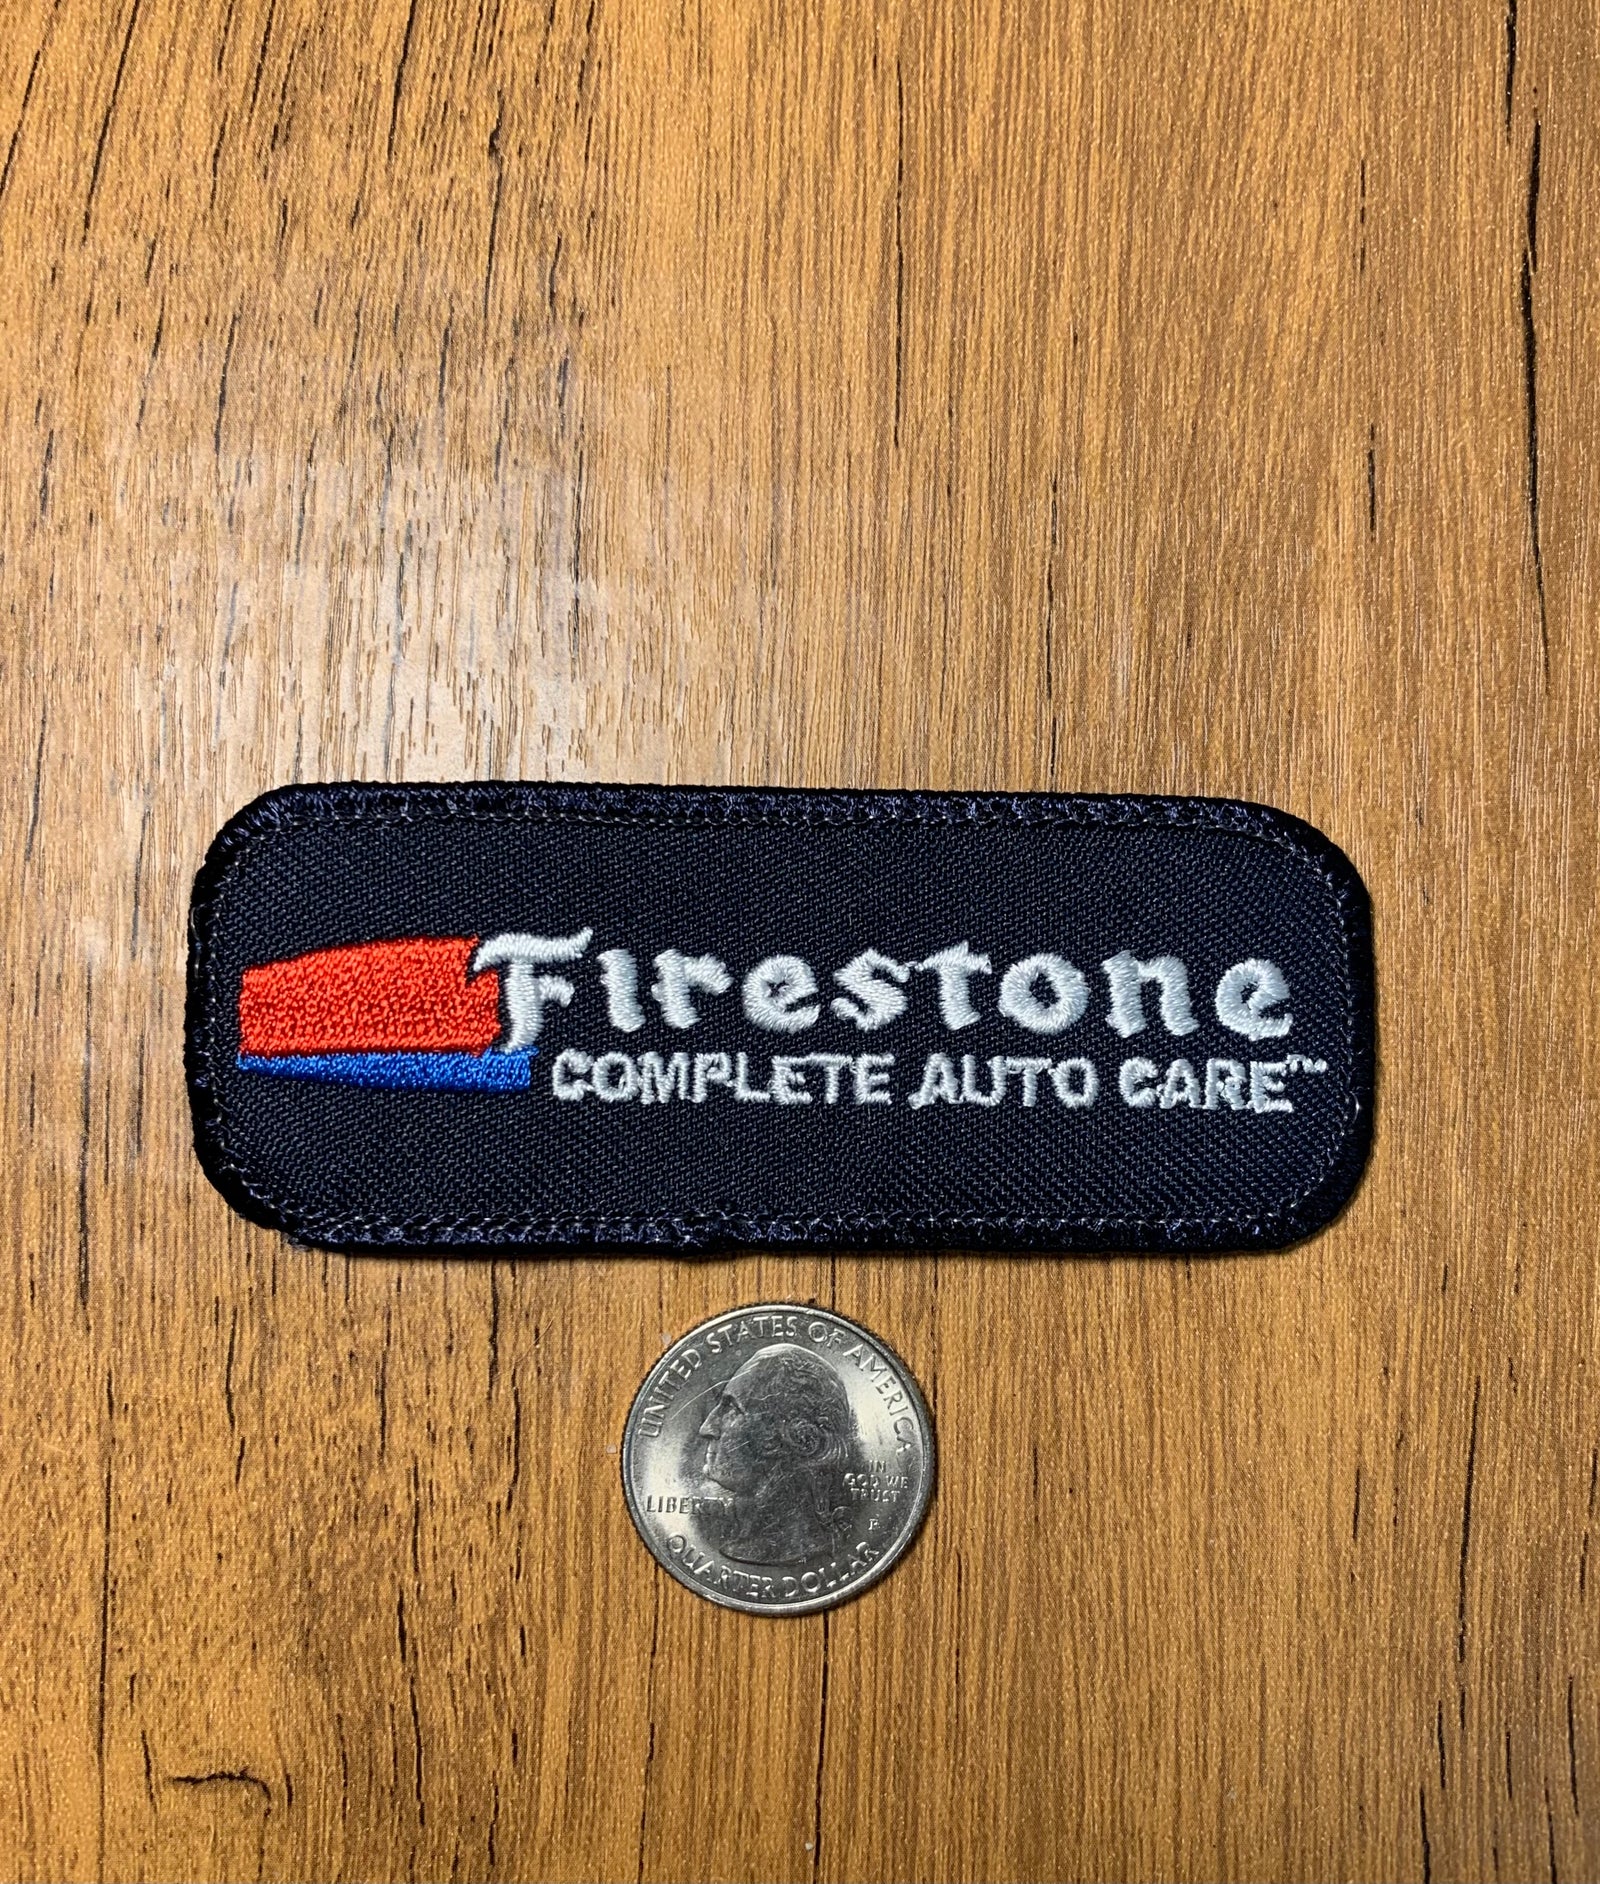 Firestone
COMPLETE AUTO CARE™
UNITED STATES OF AMERICA
LIBERTY
IN
GOD WE
TRUST
P
QUARTER DOLLAR